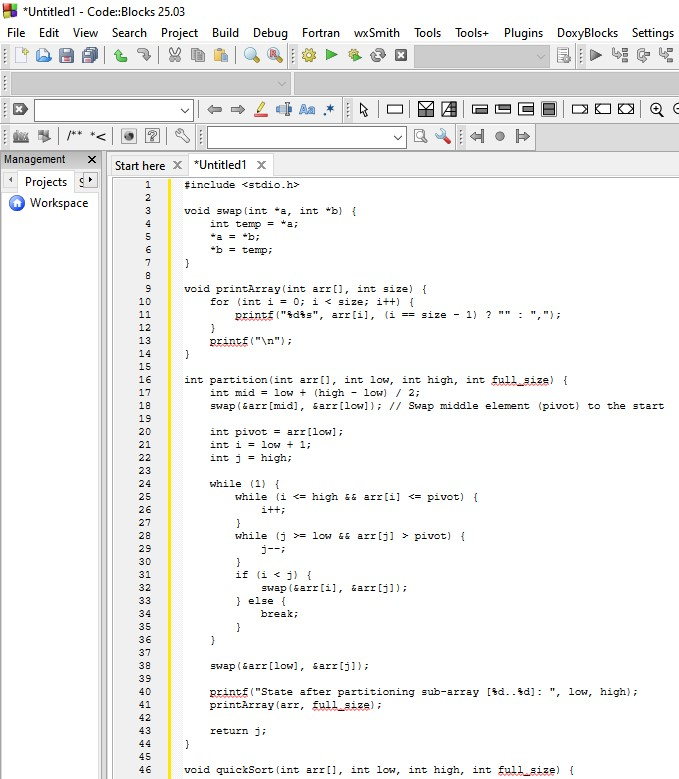 *Untitled1 - Code::Blocks 25.03
File Edit View Search Project Build Debug Fortran wxSmith Tools Tools+ Plugins DoxyBlocks Settings
Aa .*
/** *<
Management
Start here *Untitled1
Projects
Workspace
1 #include <stdio.h>
2
3 void swap(int *a, int *b) {
4     int temp = *a;
5     *a = *b;
6     *b = temp;
7 }
8
9 void printArray(int arr[], int size) {
10     for (int i = 0; i < size; i++) {
11         printf("%d%s", arr[i], (i == size - 1) ? "" : ",");
12     }
13     printf("\n");
14 }
15
16 int partition(int arr[], int low, int high, int full_size) {
17     int mid = low + (high - low) / 2;
18     swap(&arr[mid], &arr[low]); // Swap middle element (pivot) to the start
19
20     int pivot = arr[low];
21     int i = low + 1;
22     int j = high;
23
24     while (1) {
25         while (i <= high && arr[i] <= pivot) {
26             i++;
27         }
28         while (j >= low && arr[j] > pivot) {
29             j--;
30         }
31         if (i < j) {
32             swap(&arr[i], &arr[j]);
33         } else {
34             break;
35         }
36     }
37
38     swap(&arr[low], &arr[j]);
39
40     printf("State after partitioning sub-array [%d..%d]: ", low, high);
41     printArray(arr, full_size);
42
43     return j;
44 }
45
46 void quickSort(int arr[], int low, int high, int full_size) {